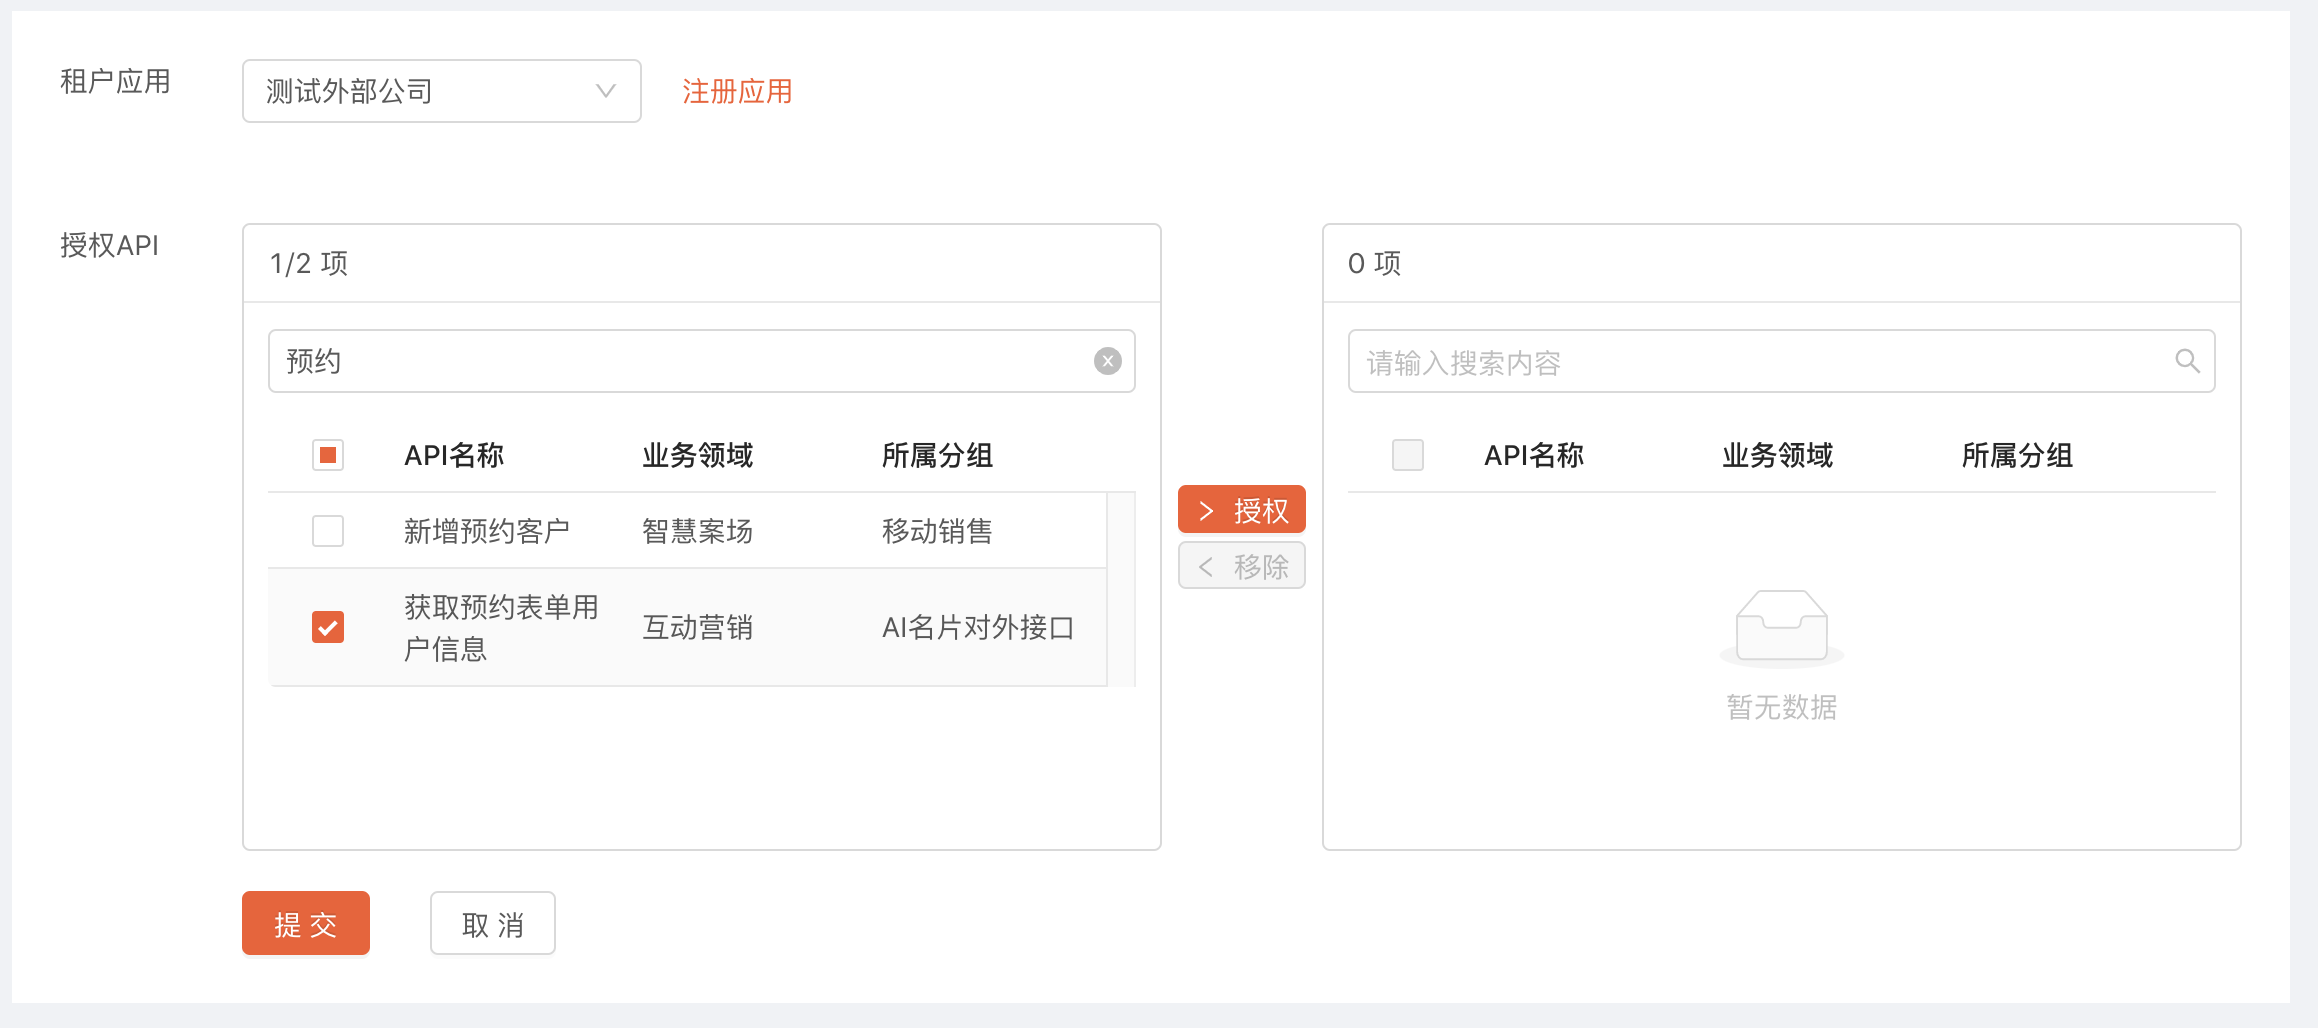 租户应用
测试外部公司
注册应用
授权API
1/2 项
预约
API名称 业务领域 所属分组
新增预约客户 智慧案场 移动销售
获取预约表单用
户信息
互动营销
AI名片对外接口
授权
移除
0 项
请输入搜索内容
API名称 业务领域 所属分组
暂无数据
提 交
取 消